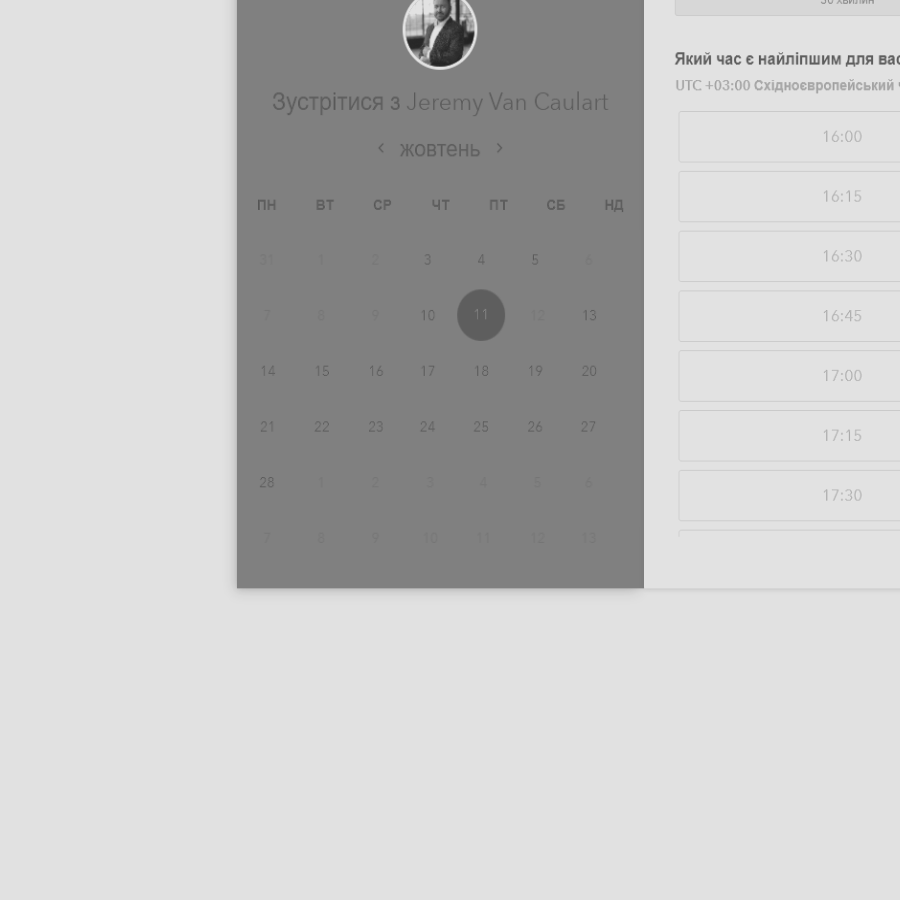 30 хвилин
Зустрітися з Jeremy Van Caulart
жовтень
ПН ВТ СР ЧТ ПТ СБ НД
31 1 2 3 4 5 6
7 8 9 10 11 12 13
14 15 16 17 18 19 20
21 22 23 24 25 26 27
28 1 2 3 4 5 6
7 8 9 10 11 12 13
Який час є найліпшим для
UTC +03:00 Східноєвропейський
16:00
16:15
16:30
16:45
17:00
17:15
17:30